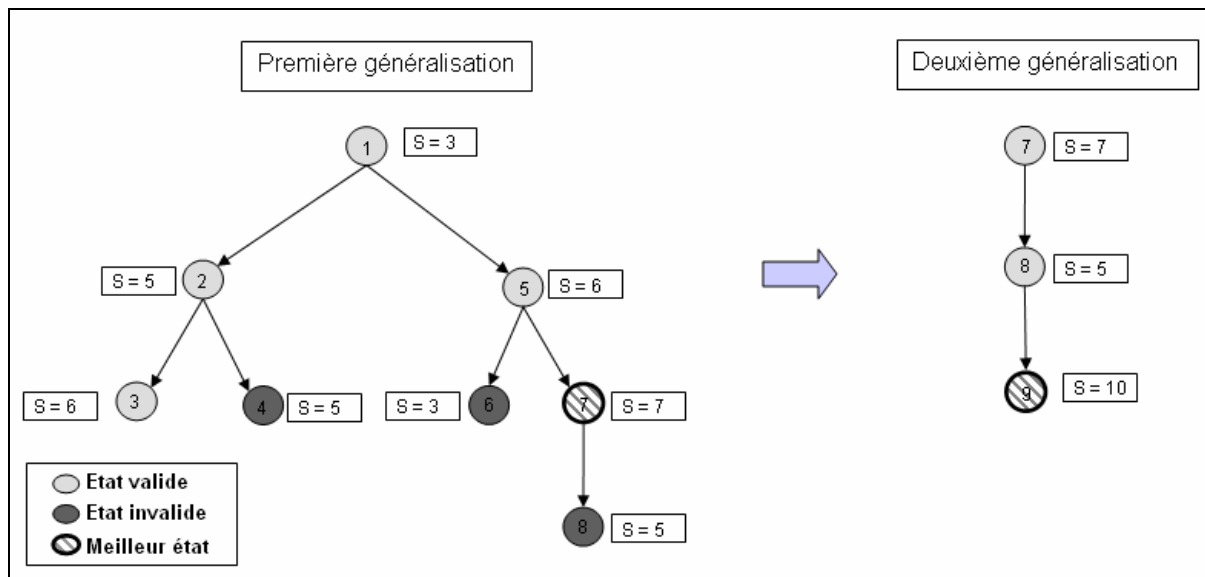 Première généralisation
Deuxième généralisation
1
S = 3
7
S = 7
S = 5
2
5
S = 6
8
S = 5
S = 6
3
4
S = 5
S = 3
6
7
S = 7
9
S = 10
8
S = 5
Etat valide
Etat invalide
Meilleur état